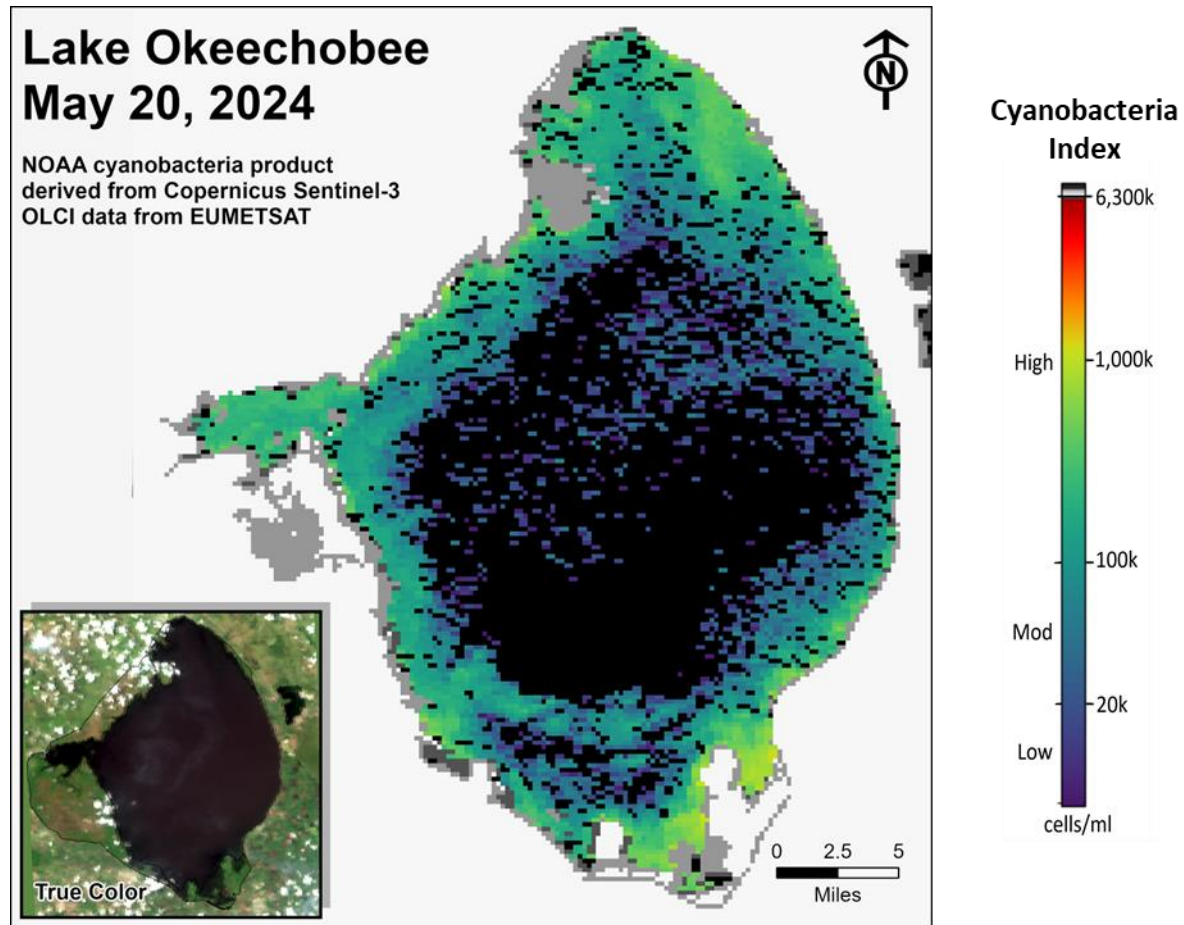 Lake Okeechobee
May 20, 2024
NOAA cyanobacteria product
derived from Copernicus Sentinel-3
OLCI data from EUMETSAT
N
Cyanobacteria
Index
6,300k
High
1,000k
100k
Mod
20k
Low
cells/ml
True Color
0 2.5 5
Miles